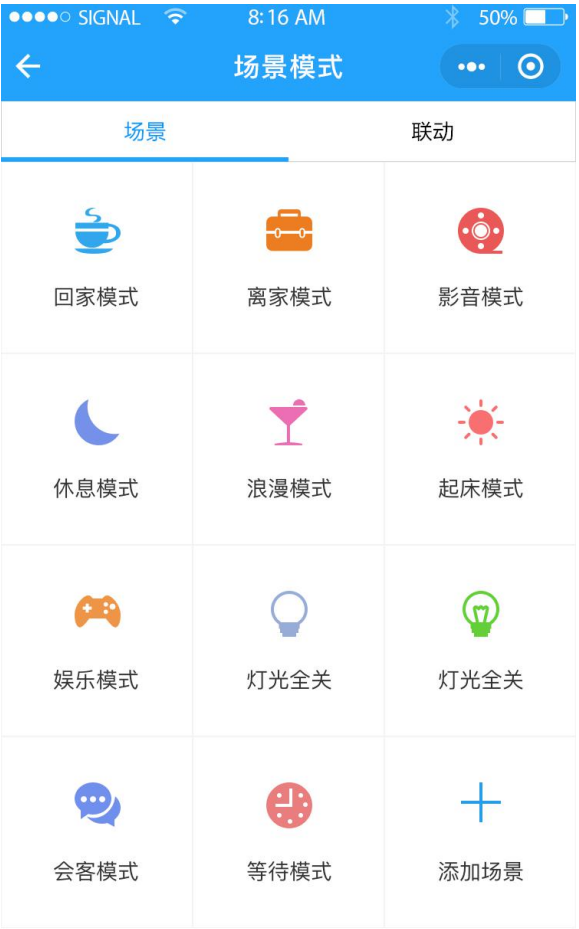 SIGNAL 8:16 AM 50%
场景模式
场景 联动
回家模式 离家模式 影音模式
休息模式 浪漫模式 起床模式
娱乐模式 灯光全关 灯光全关
会客模式 等待模式 添加场景